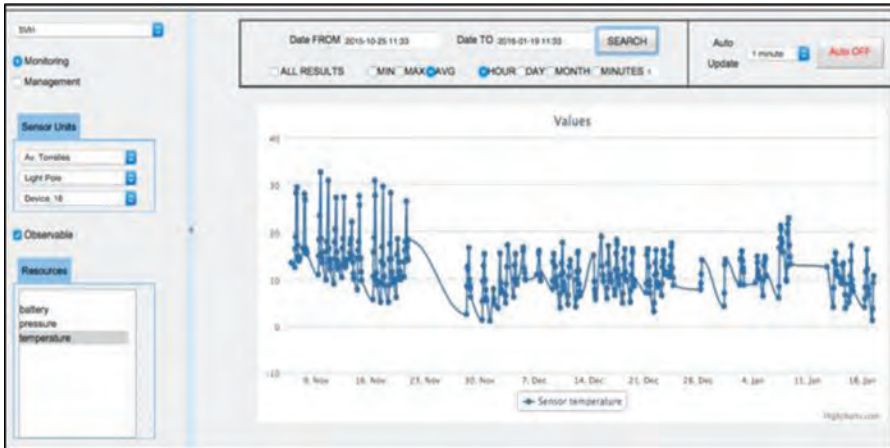 Monitoring
Management
Sensor Units
Av. Torrelles
Light Pole
Device_16
Observable
Resources
battery
pressure
temperature
Date FROM 2015-10-25 11:33
Date TO 2016-01-19 11:33
SEARCH
ALL RESULTS MIN MAX AVG HOUR DAY MONTH MINUTES
Auto
Update
1 minute
Auto OFF
Values
40
30
20
10
0
-10
9. Nov 16. Nov 23. Nov 30. Nov 7. Dec 14. Dec 21. Dec 28. Dec 4. Jan 11. Jan 18. Jan
Sensor temperature
Highcharts.com